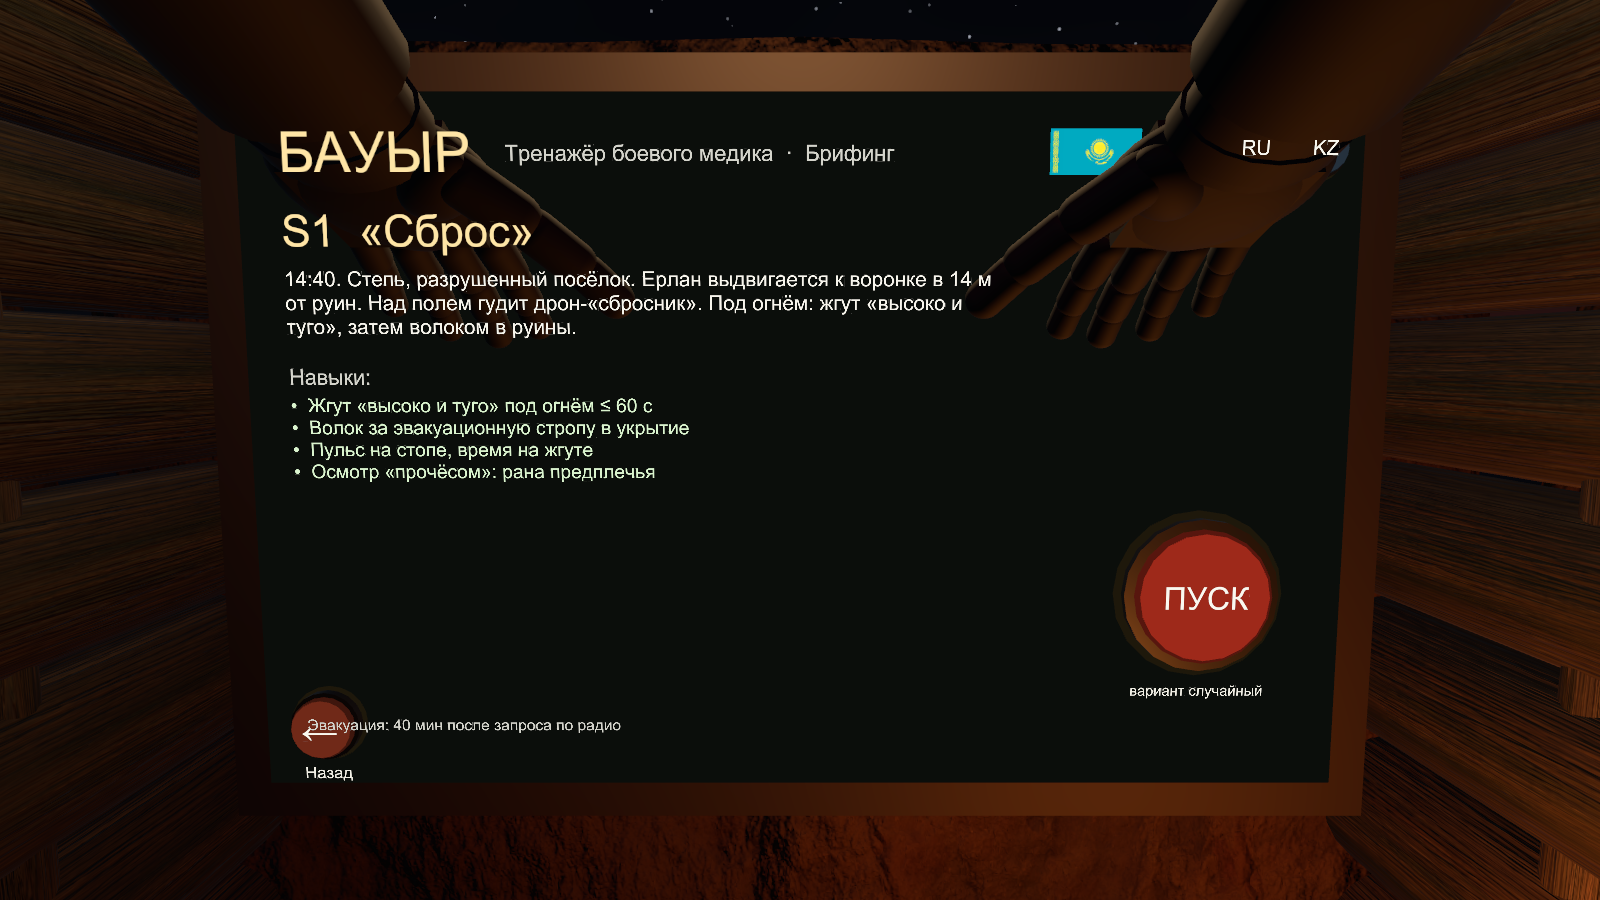 БАУЫР Тренажёр боевого медика · Брифинг RU KZ
S1 «Сброс»
14:40. Степь, разрушенный посёлок. Ерлан выдвигается к воронке в 14 м
от руин. Над полем гудит дрон-«сбросник». Под огнём: жгут «высоко и
туго», затем волоком в руины.
Навыки:
• Жгут «высоко и туго» под огнём ≤ 60 с
• Волок за эвакуационную стропу в укрытие
• Пульс на стопе, время на жгуте
• Осмотр «прочёсом»: рана предплечья
ПУСК
вариант случайный
Эвакуация: 40 мин после запроса по радио
←
Назад